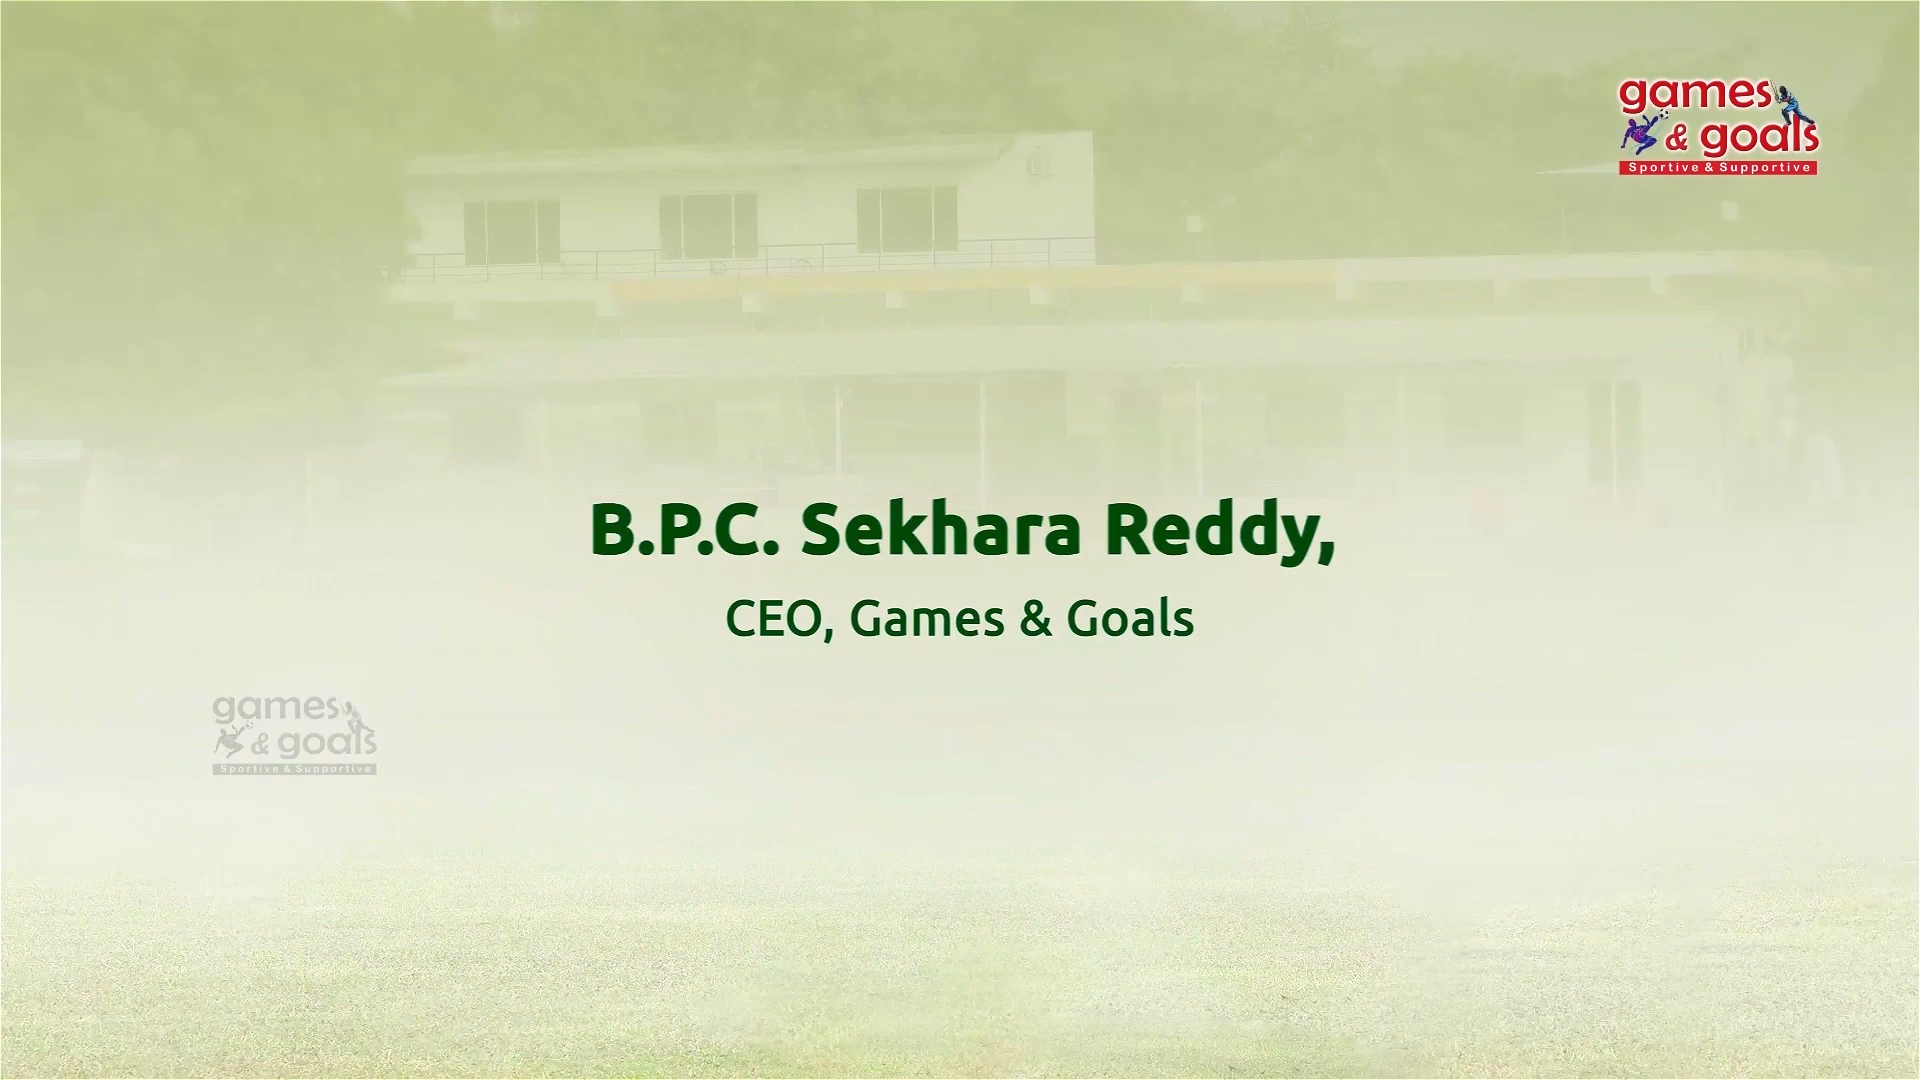 games
& goals
Sportive & Supportive
B.P.C. Sekhara Reddy,
CEO, Games & Goals
games
& goals
Sportive & Supportive